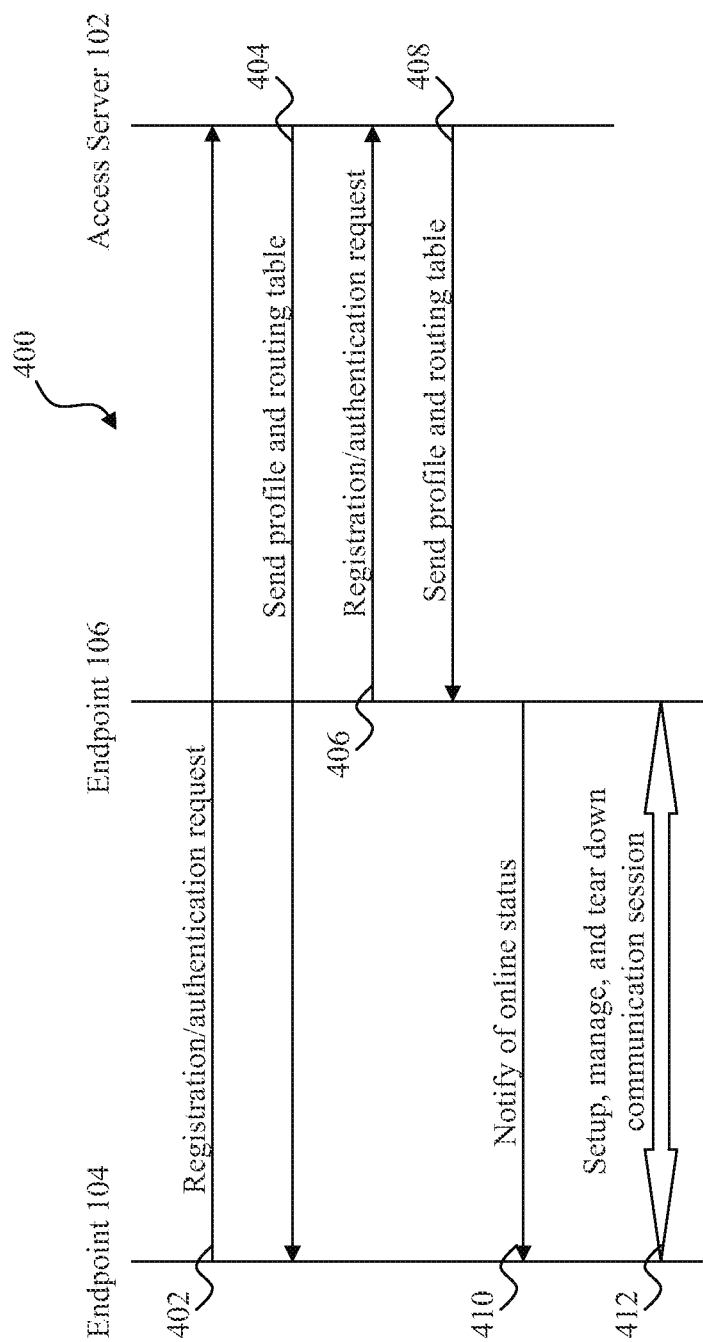 400
Endpoint 104
Endpoint 106
Access Server 102
Registration/authentication request
402
Send profile and routing table
404
Registration/authentication request
406
Send profile and routing table
408
Notify of online status
410
Setup, manage, and tear down
communication session
412